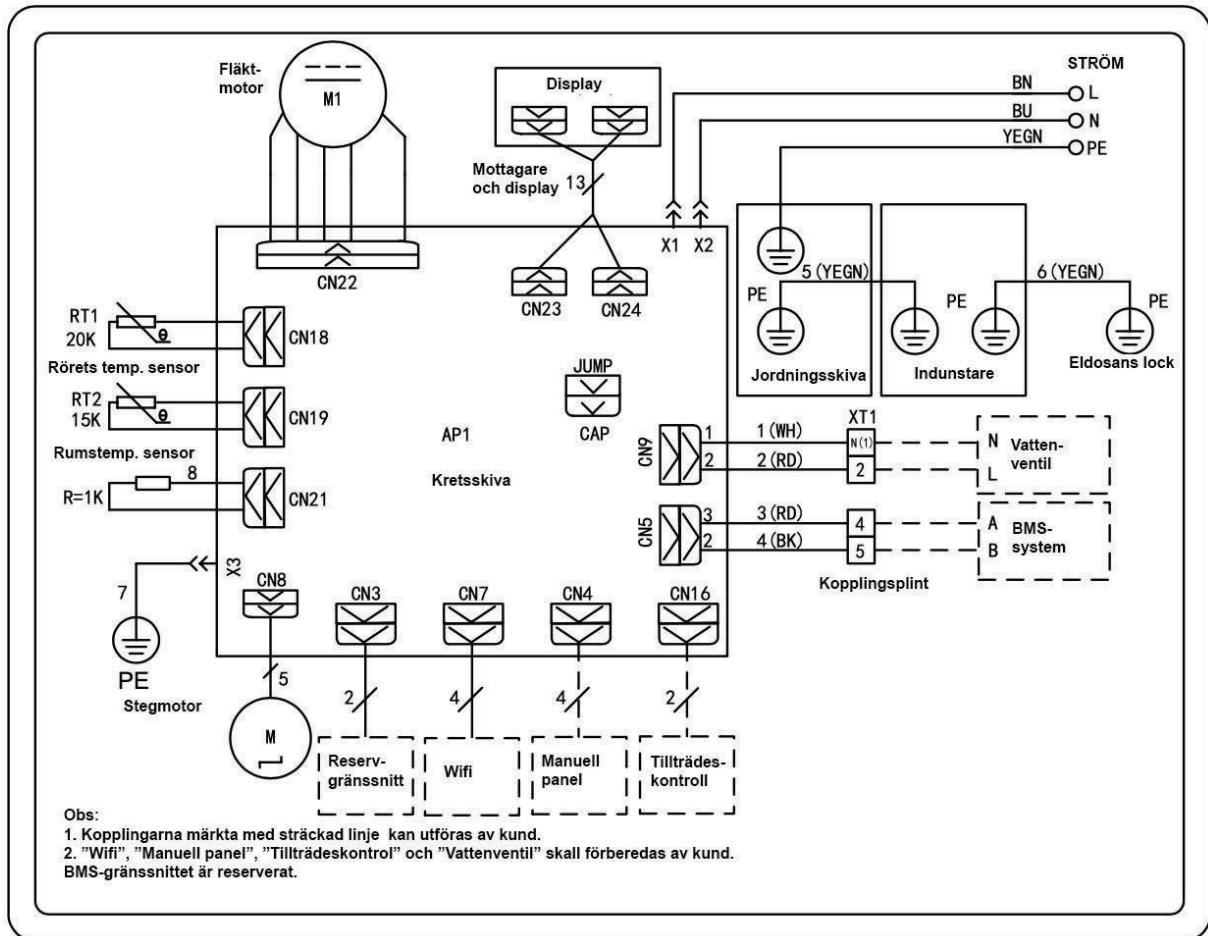 Fläkt-
motor
M1
Display
STRÖM
BN
L
BU
N
YEGN
PE
Mottagare
och display
13
X1 X2
CN22
CN23
CN24
5 (YEGN)
6 (YEGN)
PE
PE
PE
Jordningsskiva
Indunstare
Eldosans lock
RT1
20K
θ
CN18
Rörets temp. sensor
RT2
15K
θ
CN19
Rumstemp. sensor
8
R=1K
CN21
JUMP
CAP
AP1
Kretsskiva
CN9
1
2
1 (WH)
2 (RD)
XT1
N(1)
2
N
L
Vatten-
ventil
CN5
3
2
3 (RD)
4 (BK)
4
5
A
B
BMS-
system
Kopplingsplint
X3
7
PE
CN8
CN3
CN7
CN4
CN16
5
2
4
4
2
Stegmotor
M
Reserv-
gränssnitt
Wifi
Manuell
panel
Tillträdes-
kontroll
Obs:
1. Kopplingarna märkta med sträckad linje kan utföras av kund.
2. ”Wifi”, ”Manuell panel”, ”Tillträdeskontrol” och ”Vattenventil” skall förberedas av kund.
BMS-gränssnittet är reserverat.